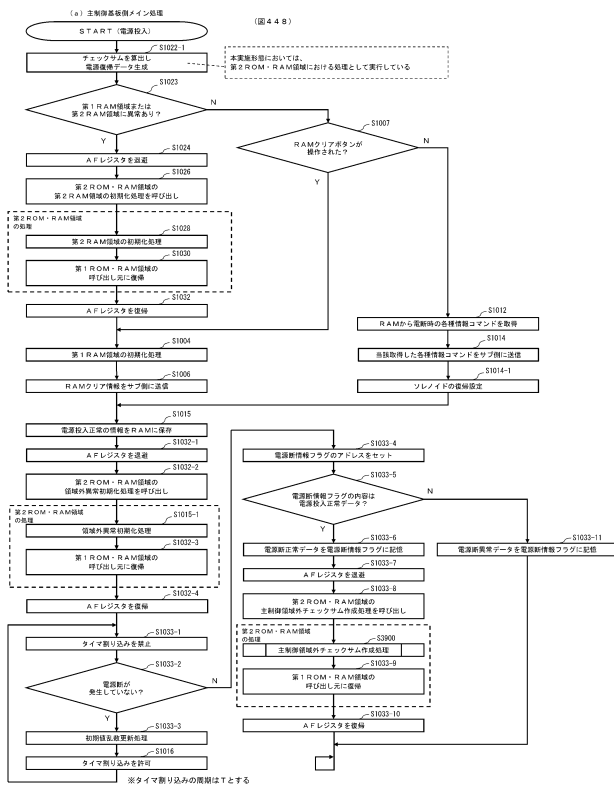 （ａ）主制御基板側メイン処理
（図４４８）
ＳＴＡＲＴ（電源投入）
S1022-1
チェックサムを算出し
電源復帰データ生成
本実施形態においては、
第２ＲＯＭ・ＲＡＭ領域における処理として実行している
S1023
第１ＲＡＭ領域または
第２ＲＡＭ領域に異常あり？
N
Y
S1007
ＲＡＭクリアボタンが
操作された？
N
Y
S1024
ＡＦレジスタを退避
S1026
第２ＲＯＭ・ＲＡＭ領域の
第２ＲＡＭ領域の初期化処理を呼び出し
第２ＲＯＭ・ＲＡＭ領域
の処理
S1028
第２ＲＡＭ領域の初期化処理
S1030
第１ＲＯＭ・ＲＡＭ領域の
呼び出し元に復帰
S1032
ＡＦレジスタを復帰
S1012
ＲＡＭから電断時の各種情報コマンドを取得
S1014
当該取得した各種情報コマンドをサブ側に送信
S1014-1
ソレノイドの復帰設定
S1004
第１ＲＡＭ領域の初期化処理
S1006
ＲＡＭクリア情報をサブ側に送信
S1015
電源投入正常の情報をＲＡＭに保存
S1032-1
ＡＦレジスタを退避
S1032-2
第２ＲＯＭ・ＲＡＭ領域の
領域外異常初期化処理を呼び出し
第２ＲＯＭ・ＲＡＭ領域
の処理
S1015-1
領域外異常初期化処理
S1032-3
第１ＲＯＭ・ＲＡＭ領域の
呼び出し元に復帰
S1032-4
ＡＦレジスタを復帰
S1033-1
タイマ割り込みを禁止
S1033-2
電源断が
発生していない？
N
Y
S1033-3
初期値乱数更新処理
S1016
タイマ割り込みを許可
※タイマ割り込みの周期はＴとする
S1033-4
電源断情報フラグのアドレスをセット
S1033-5
電源断情報フラグの内容は
電源投入正常データ？
N
Y
S1033-6
電源断正常データを電源断情報フラグに記憶
S1033-11
電源断異常データを電源断情報フラグに記憶
S1033-7
ＡＦレジスタを退避
S1033-8
第２ＲＯＭ・ＲＡＭ領域の
主制御領域外チェックサム作成処理を呼び出し
第２ＲＯＭ・ＲＡＭ領域
の処理
S3900
主制御領域外チェックサム作成処理
S1033-9
第１ＲＯＭ・ＲＡＭ領域の
呼び出し元に復帰
S1033-10
ＡＦレジスタを復帰